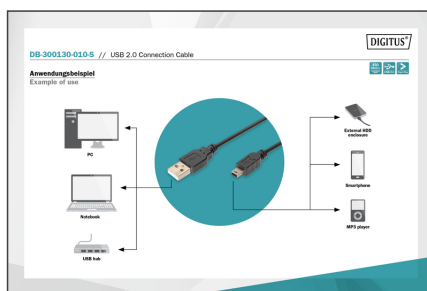 DIGITUS®
DB-300130-010-S // USB 2.0 Connection Cable
Anwendungsbeispiel
Example of use
PC
Notebook
USB hub
External HDD
enclosure
Smartphone
MP3 player